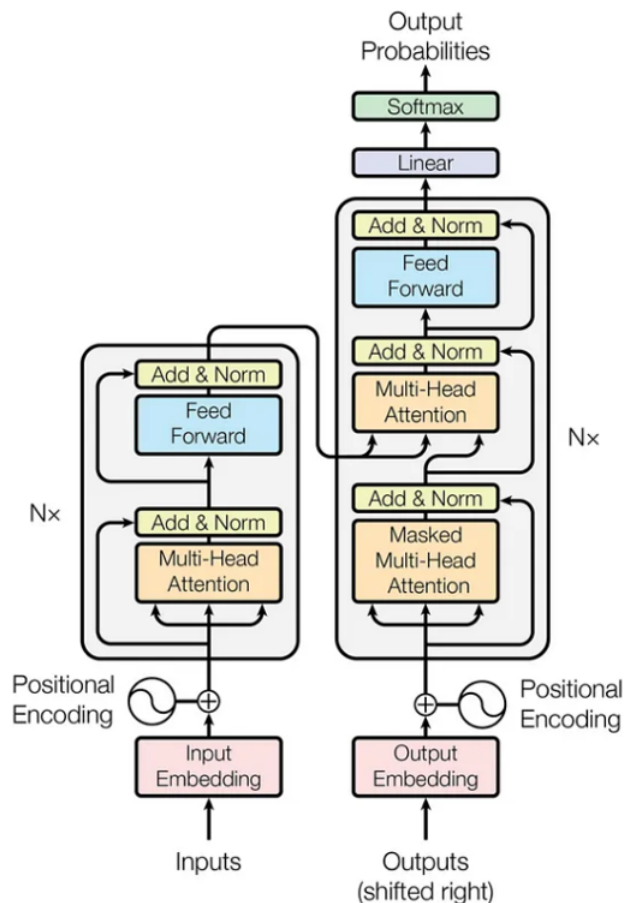 Output
Probabilities
Softmax
Linear
Add & Norm
Feed
Forward
Add & Norm
Multi-Head
Attention
Add & Norm
Masked
Multi-Head
Attention
N×
Add & Norm
Feed
Forward
Add & Norm
Multi-Head
Attention
N×
Positional
Encoding
Positional
Encoding
Input
Embedding
Output
Embedding
Inputs
Outputs
(shifted right)